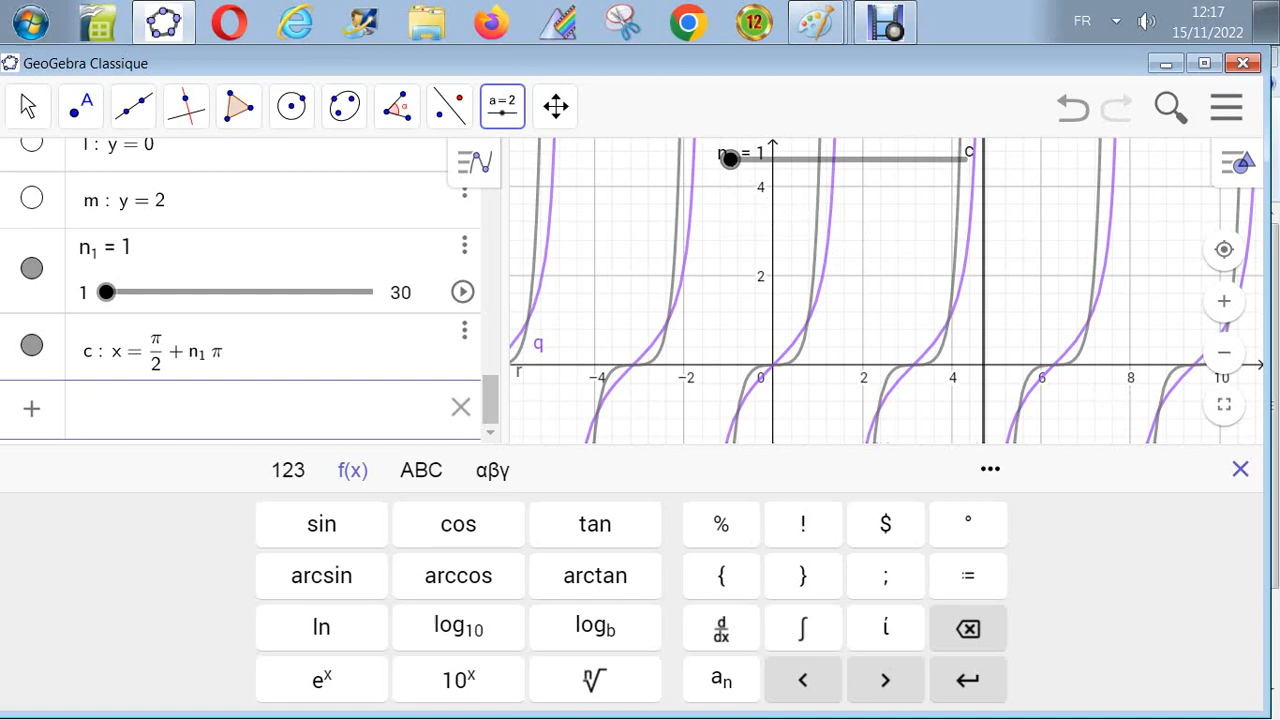 FR
12:17
15/11/2022
12
GeoGebra Classique
A
α
a=2
l : y = 0
m : y = 2
n₁ = 1
1
30
c : x = π/2 + n₁ π
+
= 1
c
4
2
q
r
−4
−2
0
2
4
6
8
10
123
f(x)
ABC
αβγ
sin
cos
tan
%
!
$
°
arcsin
arccos
arctan
{
}
;
:=
ln
log₁₀
log_b
d/dx
∫
ί
eˣ
10ˣ
ⁿ√
aₙ
<
>